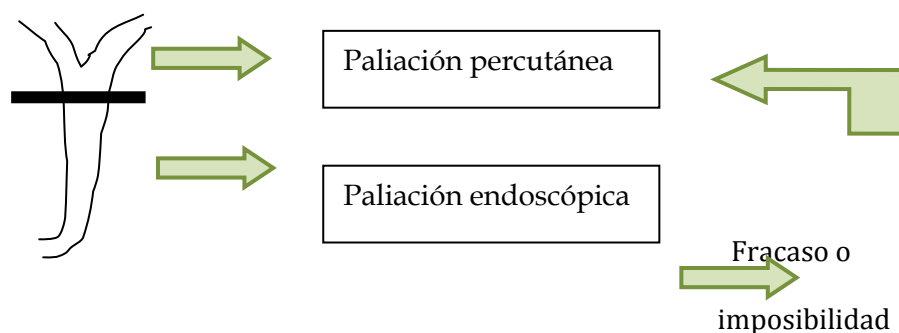 Paliación percutánea
Paliación endoscópica
Fracaso o
imposibilidad